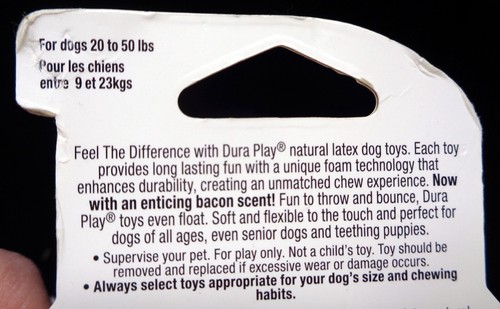 For dogs 20 to 50 lbs
Pour les chiens
entre 9 et 23kgs
Feel The Difference with Dura Play® natural latex dog toys. Each toy
provides long lasting fun with a unique foam technology that
enhances durability, creating an unmatched chew experience. Now
with an enticing bacon scent! Fun to throw and bounce, Dura
Play® toys even float. Soft and flexible to the touch and perfect for
dogs of all ages, even senior dogs and teething puppies.
• Supervise your pet. For play only. Not a child's toy. Toy should be
removed and replaced if excessive wear or damage occurs.
• Always select toys appropriate for your dog's size and chewing
habits.